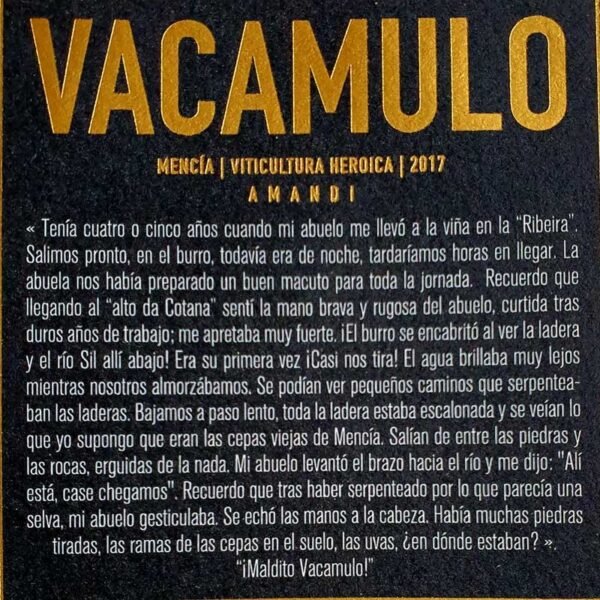 VACAMULO
MENCÍA | VITICULTURA HEROICA | 2017
AMANDI
« Tenía cuatro o cinco años cuando mi abuelo me llevó a la viña en la “Ribeira”.
Salimos pronto, en el burro, todavía era de noche, tardaríamos horas en llegar. La
abuela nos había preparado un buen macuto para toda la jornada. Recuerdo que
llegando al “alto da Cotana” sentí la mano brava y rugosa del abuelo, curtida tras
duros años de trabajo; me apretaba muy fuerte. ¡El burro se encabritó al ver la ladera
y el río Sil allí abajo! Era su primera vez ¡Casi nos tira! El agua brillaba muy lejos
mientras nosotros almorzábamos. Se podían ver pequeños caminos que serpentea-
ban las laderas. Bajamos a paso lento, toda la ladera estaba escalonada y se veían lo
que yo supongo que eran las cepas viejas de Mencía. Salían de entre las piedras y
las rocas, erguidas de la nada. Mi abuelo levantó el brazo hacia el río y me dijo: "Alí
está, case chegamos". Recuerdo que tras haber serpenteado por lo que parecía una
selva, mi abuelo gesticulaba. Se echó las manos a la cabeza. Había muchas piedras
tiradas, las ramas de las cepas en el suelo, las uvas, ¿en dónde estaban? ».
“¡Maldito Vacamulo!”